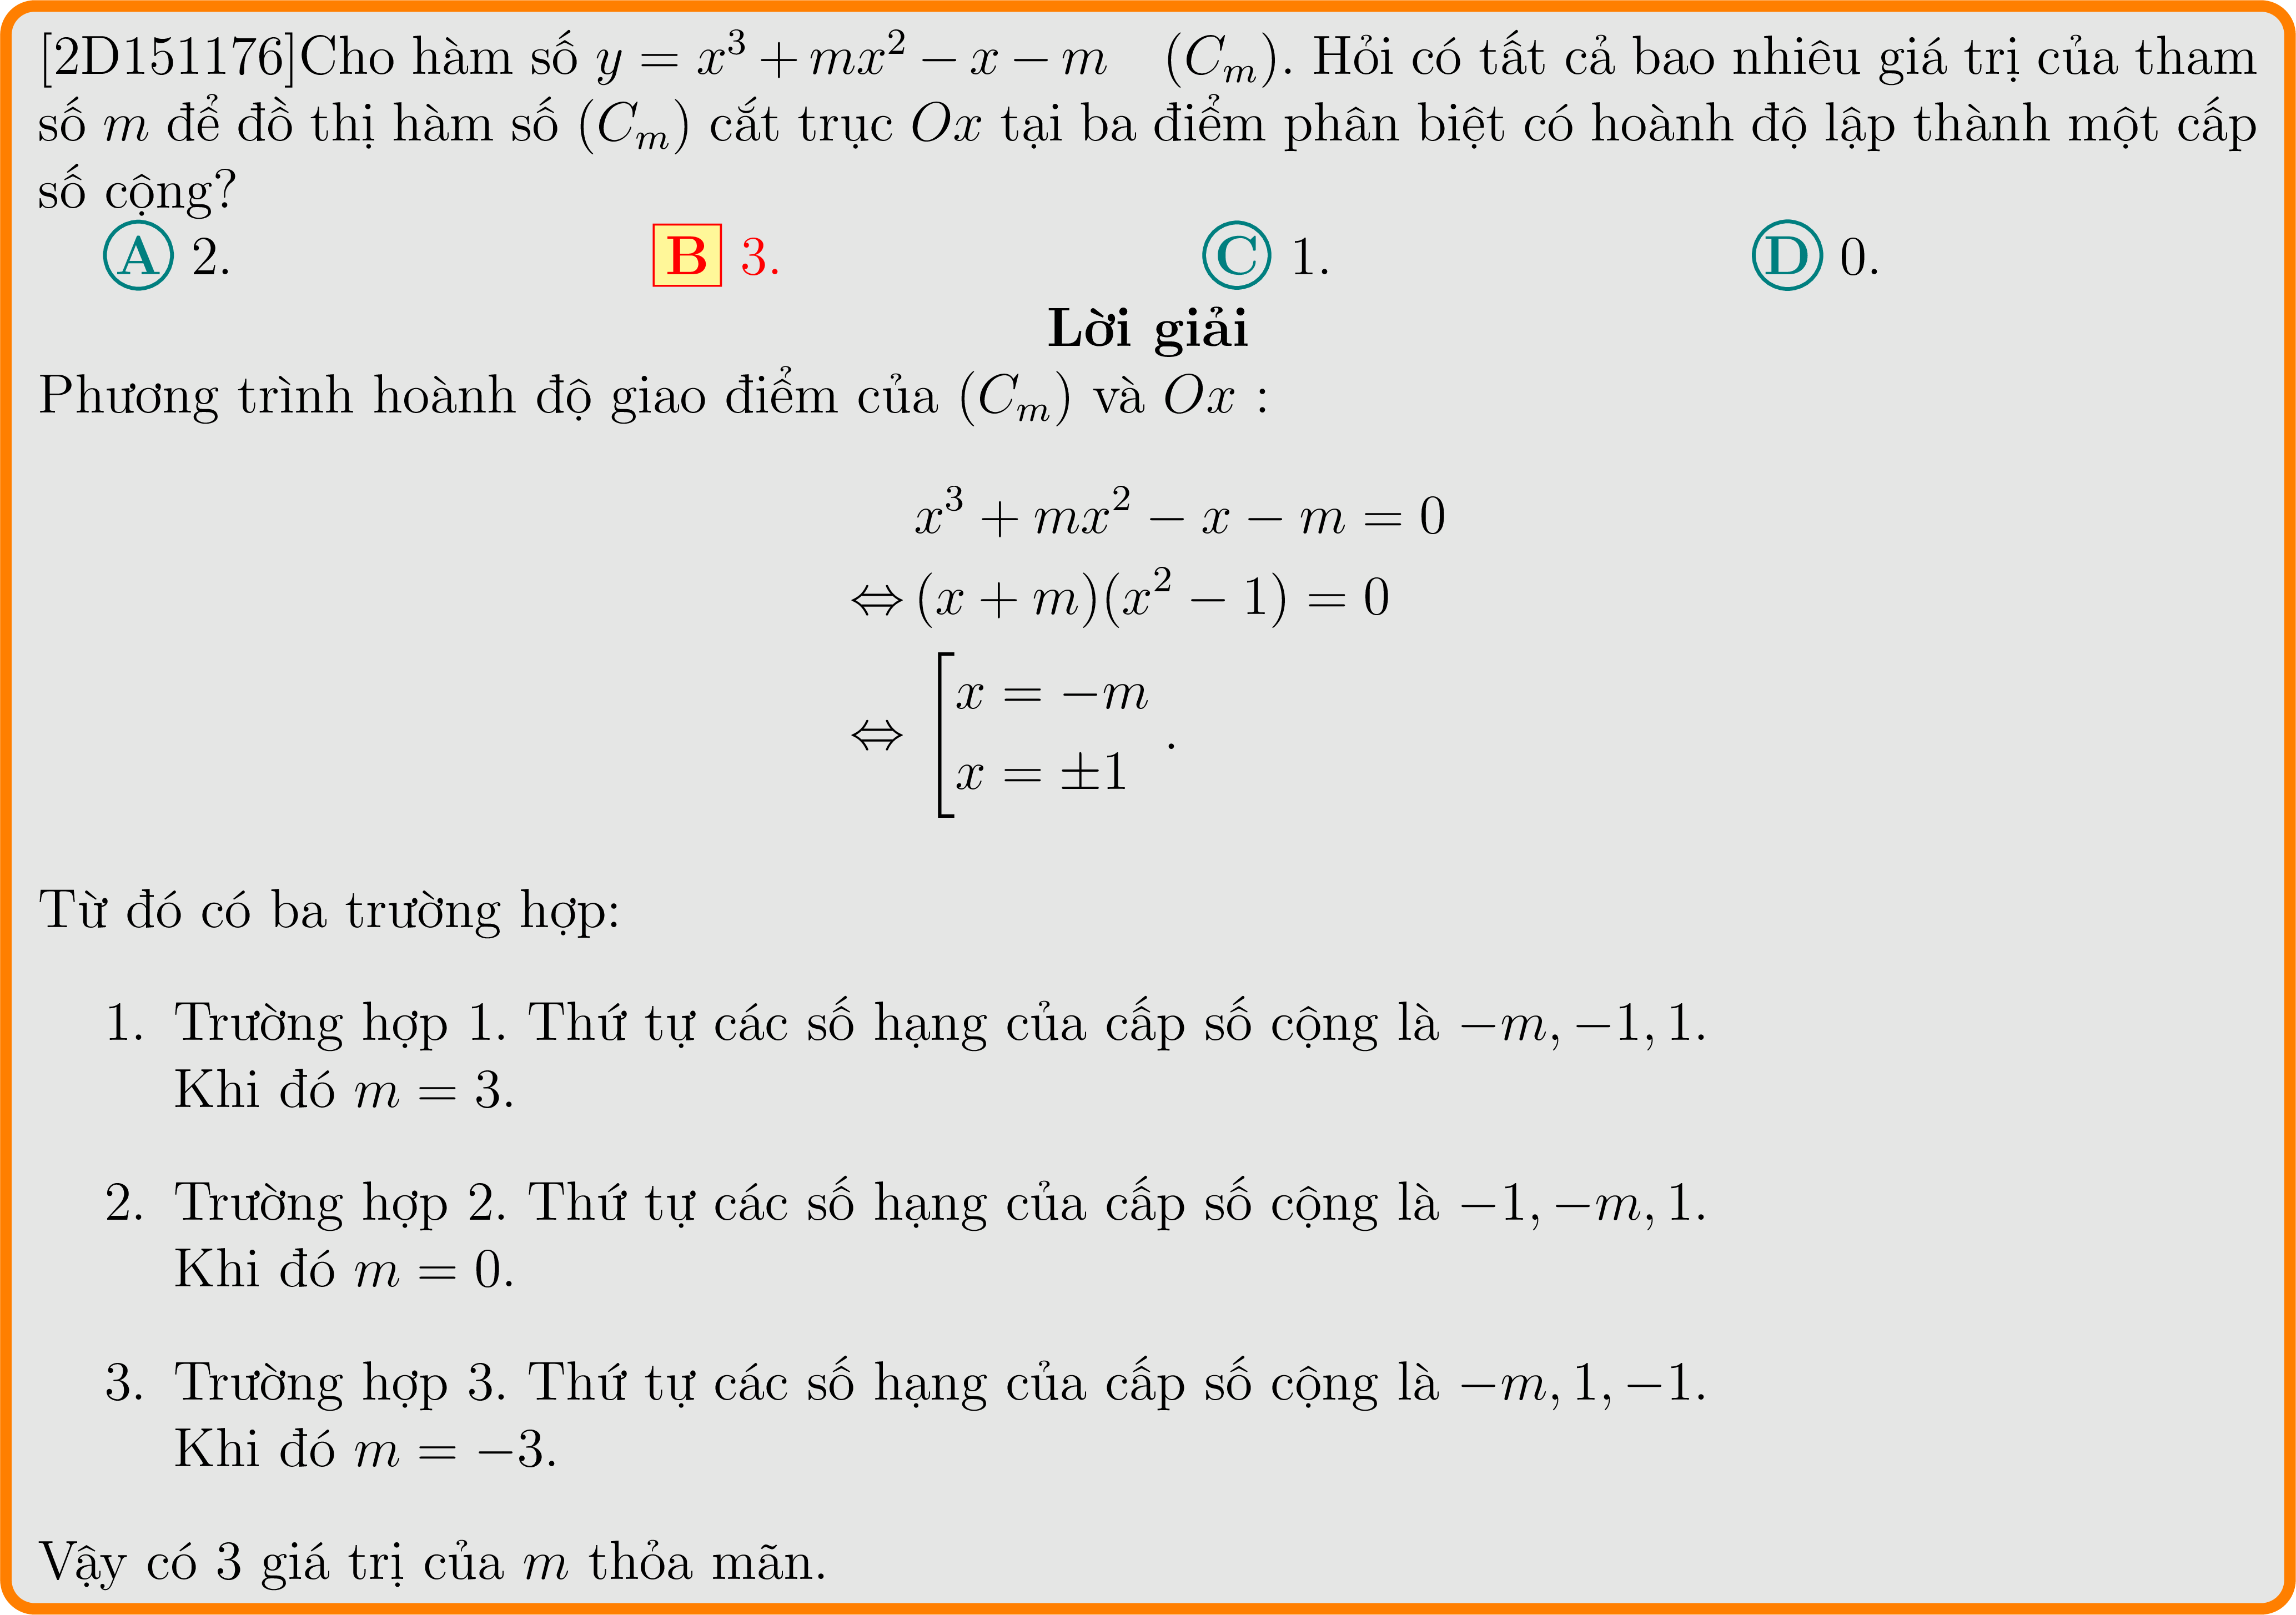 [2D151176]Cho hàm số $y = x^3 + mx^2 - x - m \quad (C_m)$. Hỏi có tất cả bao nhiêu giá trị của tham
số $m$ để đồ thị hàm số $(C_m)$ cắt trục $Ox$ tại ba điểm phân biệt có hoành độ lập thành một cấp
số cộng?
A 2. B 3. C 1. D 0.
Lời giải
Phương trình hoành độ giao điểm của $(C_m)$ và $Ox$ :
$x^3 + mx^2 - x - m = 0$
$\Leftrightarrow (x + m)(x^2 - 1) = 0$
$\Leftrightarrow \left[\begin{array}{l} x = -m \\ x = \pm 1 \end{array}\right.$.
Từ đó có ba trường hợp:
1. Trường hợp 1. Thứ tự các số hạng của cấp số cộng là $-m, -1, 1$.
Khi đó $m = 3$.
2. Trường hợp 2. Thứ tự các số hạng của cấp số cộng là $-1, -m, 1$.
Khi đó $m = 0$.
3. Trường hợp 3. Thứ tự các số hạng của cấp số cộng là $-m, 1, -1$.
Khi đó $m = -3$.
Vậy có 3 giá trị của $m$ thỏa mãn.